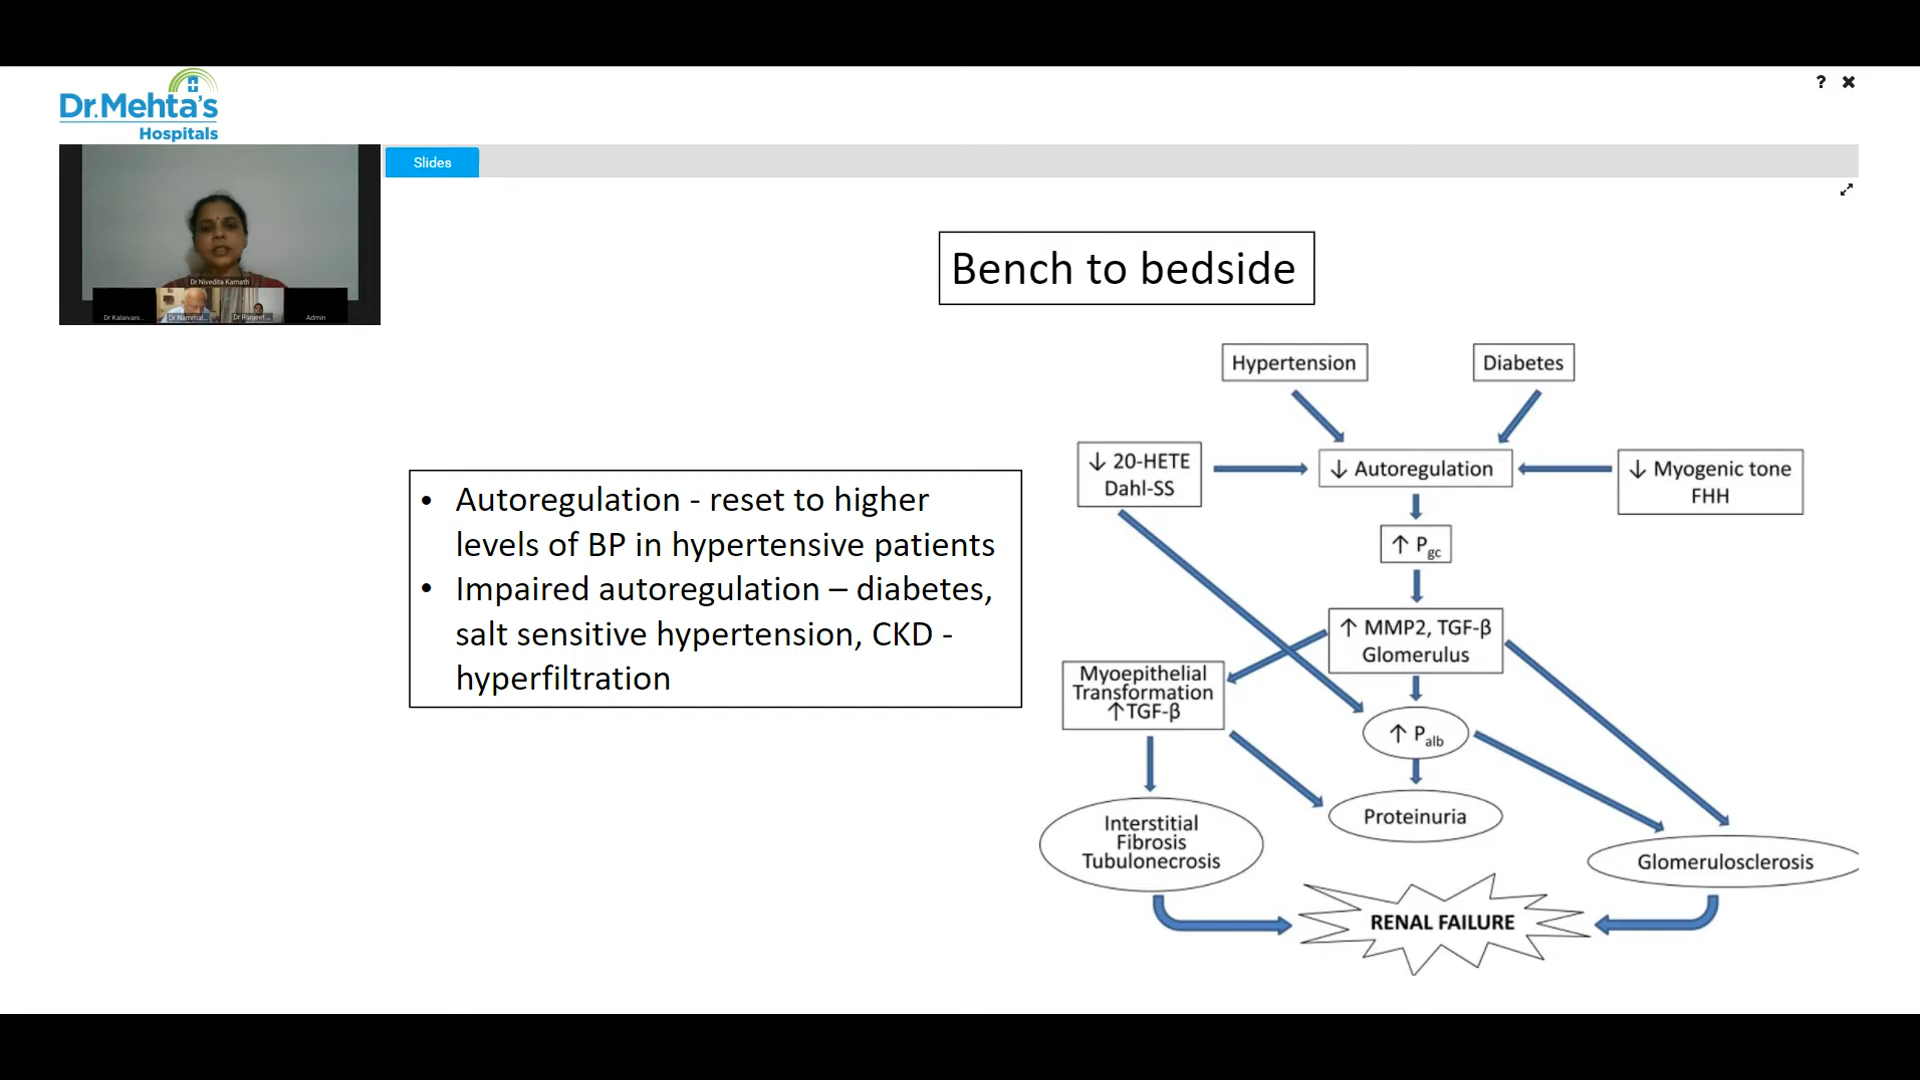 ? ✖
Dr.Mehta's
Hospitals
Slides
Dr Nivedita Kamath
Dr Kalaivani...
Dr Nammal...
Dr Ranjeet ...
Admin
Bench to bedside
• Autoregulation - reset to higher
levels of BP in hypertensive patients
• Impaired autoregulation – diabetes,
salt sensitive hypertension, CKD -
hyperfiltration
Hypertension
Diabetes
↓ 20-HETE
Dahl-SS
↓ Autoregulation
↓ Myogenic tone
FHH
↑ Pgc
↑ MMP2, TGF-β
Glomerulus
Myoepithelial
Transformation
↑TGF-β
↑ Palb
Interstitial
Fibrosis
Tubulonecrosis
Proteinuria
Glomerulosclerosis
RENAL FAILURE